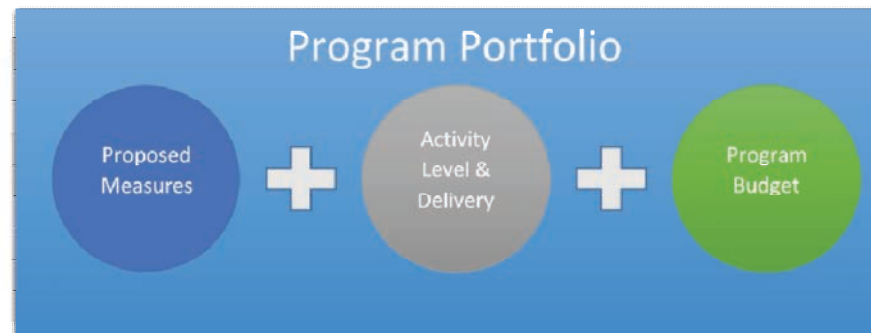 Program Portfolio
Proposed
Measures
Activity
Level &
Delivery
Program
Budget